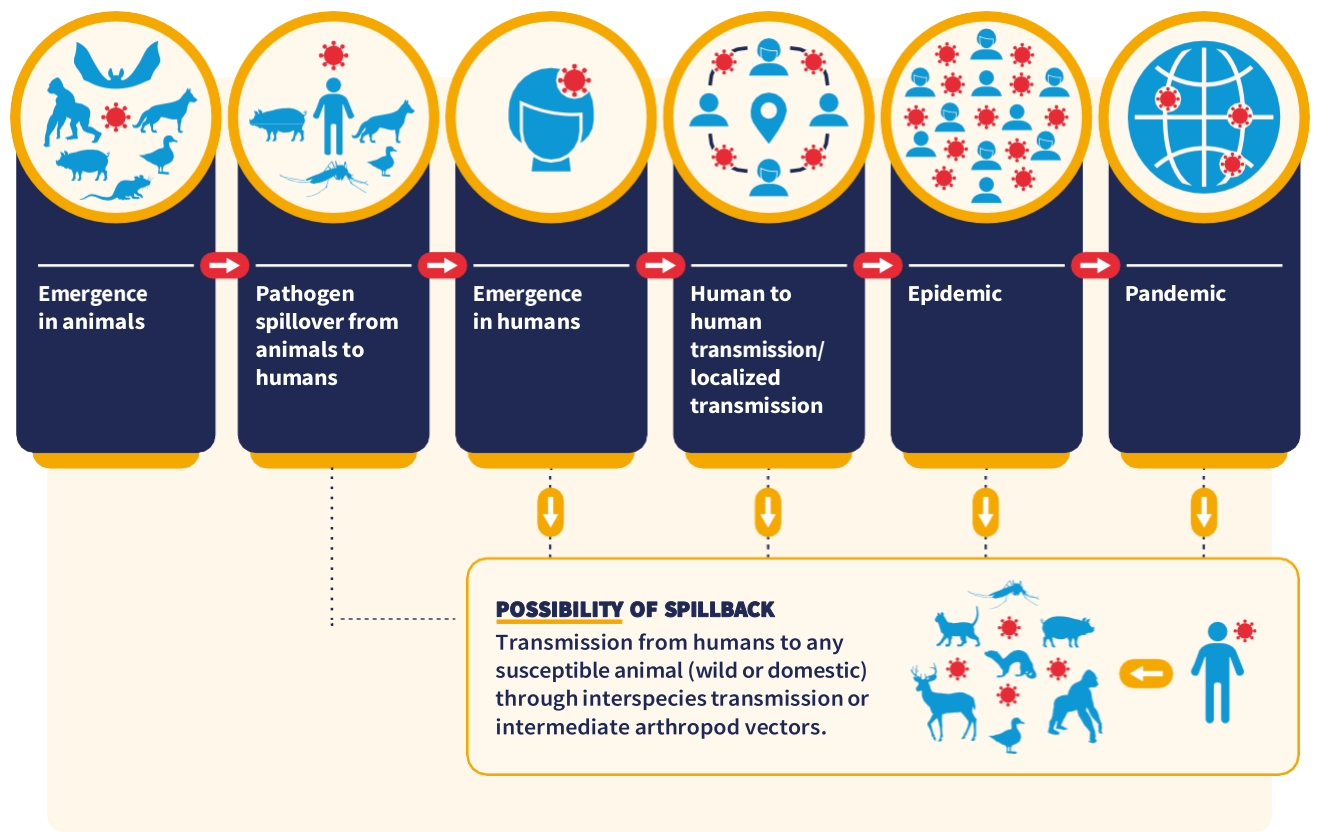 Emergence
in animals
Pathogen
spillover from
animals to
humans
Emergence
in humans
Human to
human
transmission/
localized
transmission
Epidemic
Pandemic
POSSIBILITY OF SPILLBACK
Transmission from humans to any
susceptible animal (wild or domestic)
through interspecies transmission or
intermediate arthropod vectors.